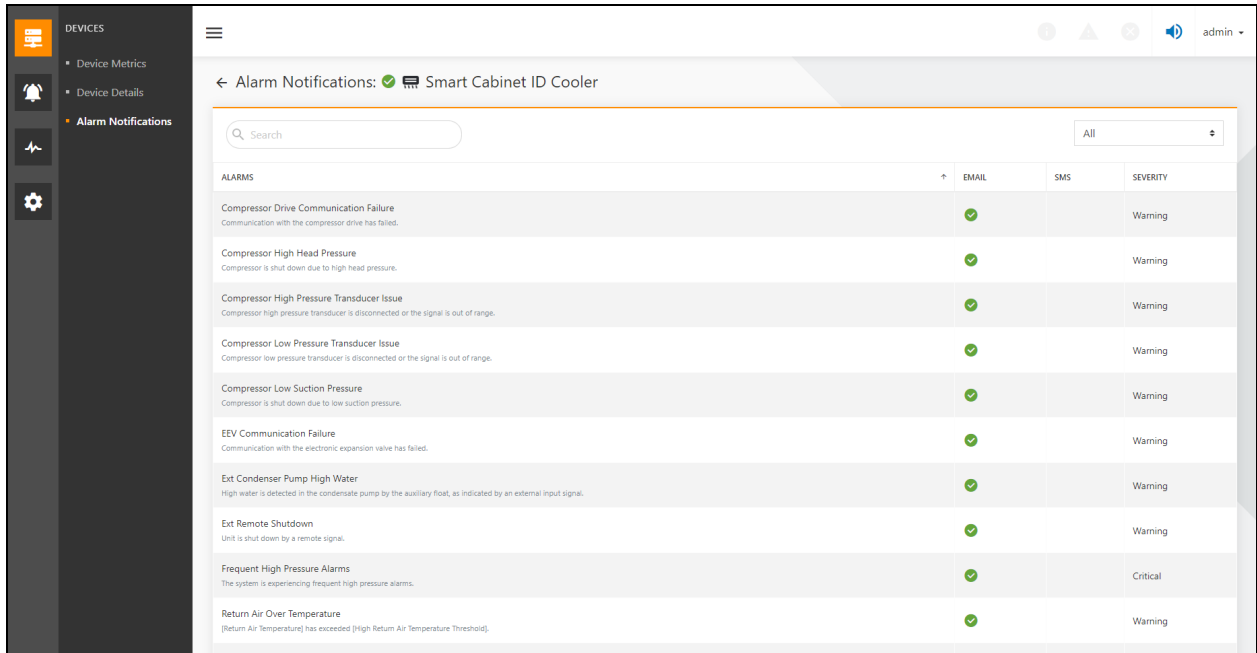 DEVICES
Device Metrics
Device Details
Alarm Notifications
admin
Alarm Notifications: Smart Cabinet ID Cooler
Search
All
ALARMS EMAIL SMS SEVERITY
Compressor Drive Communication Failure
Communication with the compressor drive has failed.
Warning
Compressor High Head Pressure
Compressor is shut down due to high head pressure.
Warning
Compressor High Pressure Transducer Issue
Compressor high pressure transducer is disconnected or the signal is out of range.
Warning
Compressor Low Pressure Transducer Issue
Compressor low pressure transducer is disconnected or the signal is out of range.
Warning
Compressor Low Suction Pressure
Compressor is shut down due to low suction pressure.
Warning
EEV Communication Failure
Communication with the electronic expansion valve has failed.
Warning
Ext Condenser Pump High Water
High water is detected in the condensate pump by the auxiliary float, as indicated by an external input signal.
Warning
Ext Remote Shutdown
Unit is shut down by a remote signal.
Warning
Frequent High Pressure Alarms
The system is experiencing frequent high pressure alarms.
Critical
Return Air Over Temperature
[Return Air Temperature] has exceeded [High Return Air Temperature Threshold].
Warning